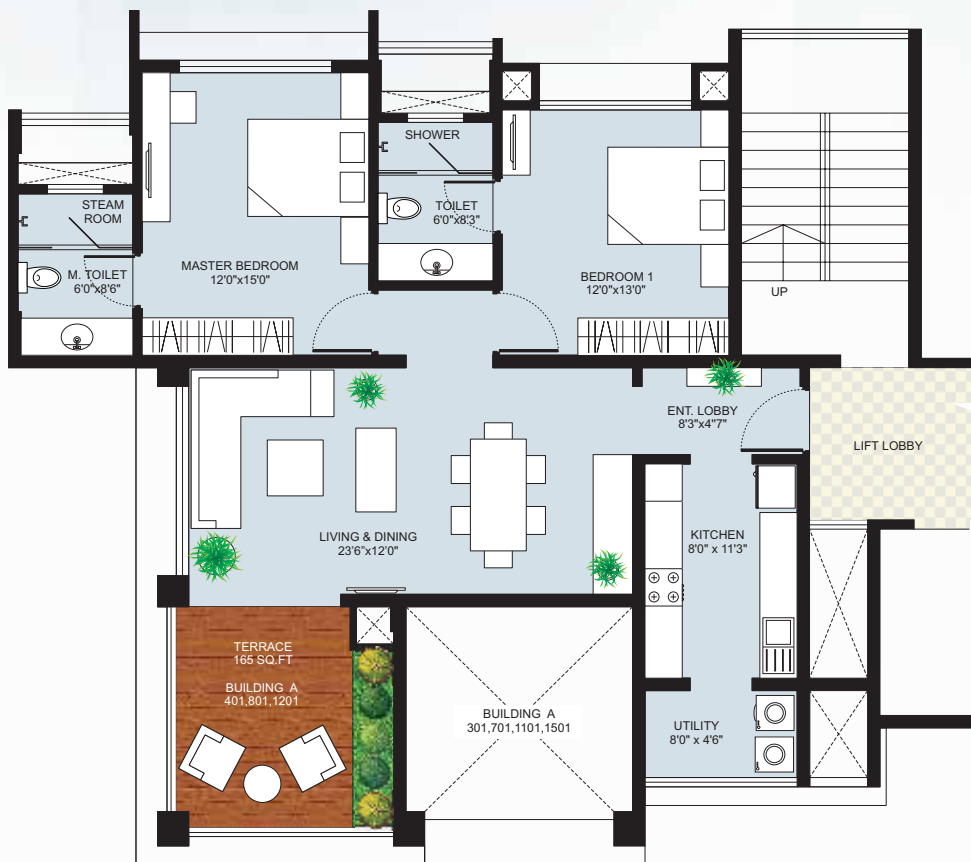 SHOWER
STEAM
ROOM
TOILET
6'0"x8'3"
MASTER BEDROOM
12'0"x15'0"
M. TOILET
6'0"x8'6"
BEDROOM 1
12'0"x13'0"
UP
ENT. LOBBY
8'3"x4"7'
LIFT LOBBY
LIVING & DINING
23'6"x12'0"
KITCHEN
8'0" x 11'3"
TERRACE
165 SQ.FT
BUILDING A
401,801,1201
BUILDING A
301,701,1101,1501
UTILITY
8'0" x 4'6"